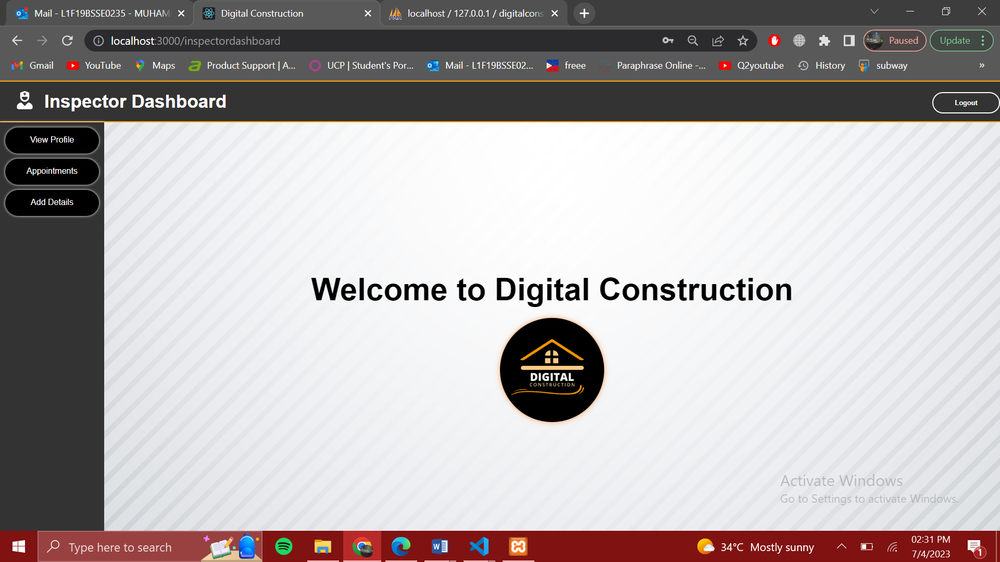 Mail - L1F19BSSE0235 - MUHAM
Digital Construction
localhost / 127.0.0.1 / digitalcons
localhost:3000/inspectordashboard
Paused
Update
Gmail
YouTube
Maps
Product Support | A...
UCP | Student's Por...
Mail - L1F19BSSE02...
freee
Paraphrase Online -...
Q2youtube
History
subway
»
Inspector Dashboard
Logout
View Profile
Appointments
Add Details
Welcome to Digital Construction
DIGITAL
CONSTRUCTION
Activate Windows
Go to Settings to activate Windows.
Type here to search
34°C Mostly sunny
02:31 PM
7/4/2023
1